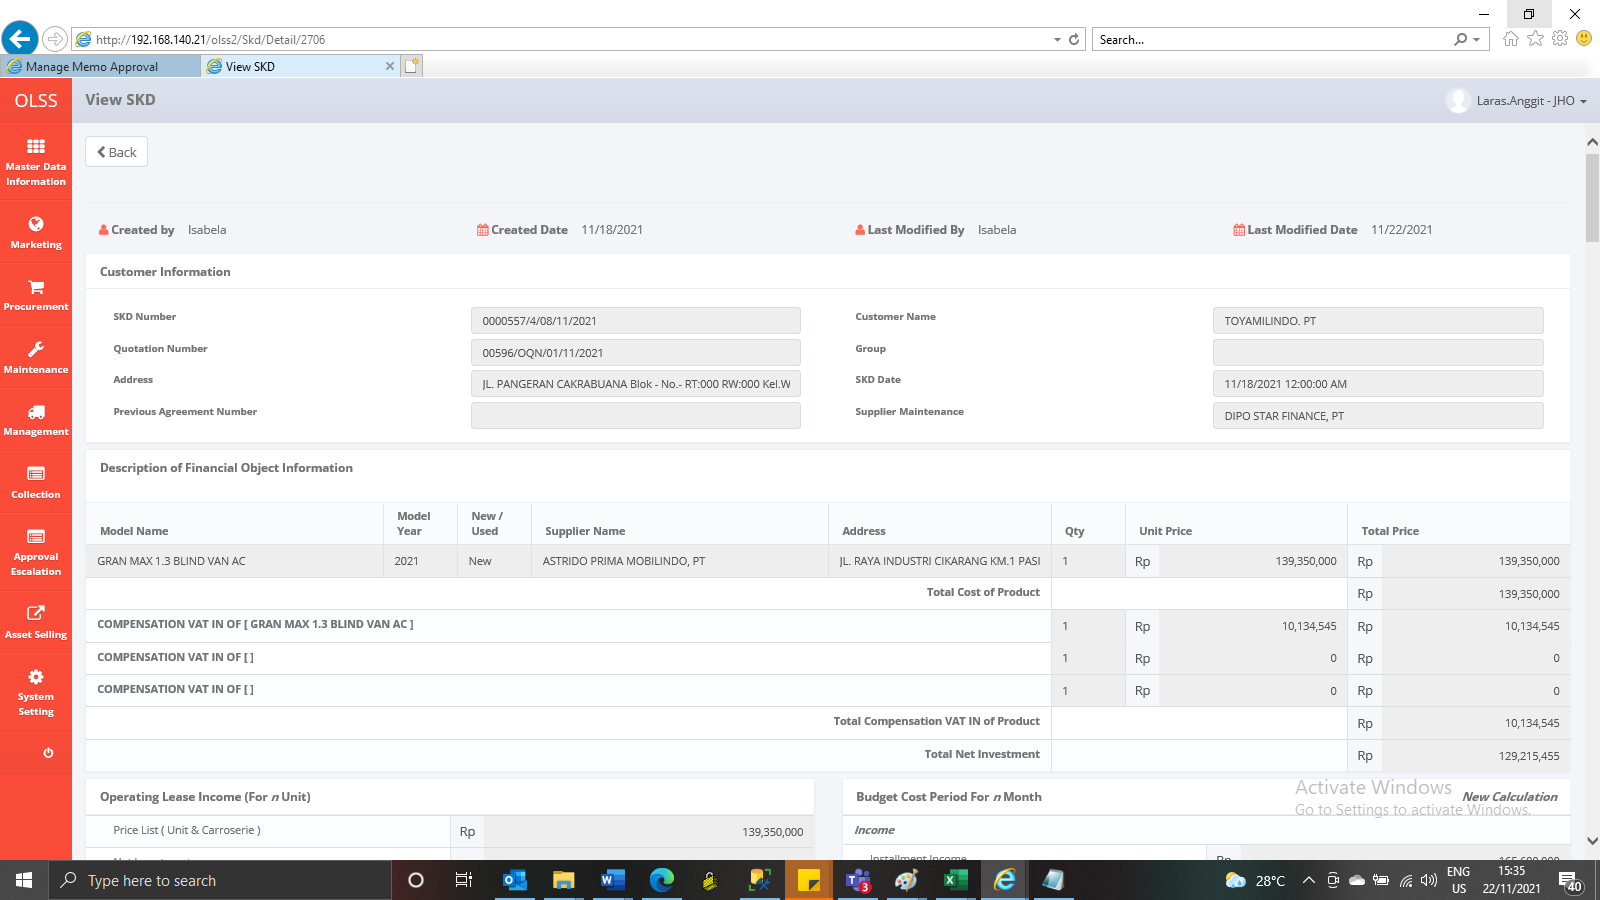 http://192.168.140.21/olss2/Skd/Detail/2706
Search...
Manage Memo Approval
View SKD
OLSS
View SKD
Laras.Anggit - JHO
Back
Master Data
Information
Marketing
Procurement
Maintenance
Management
Collection
Approval
Escalation
Asset Selling
System
Setting
Created by Isabela
Created Date 11/18/2021
Last Modified By Isabela
Last Modified Date 11/22/2021
Customer Information
SKD Number 0000557/4/08/11/2021
Customer Name TOYAMILINDO. PT
Quotation Number 00596/OQN/01/11/2021
Group
Address JL. PANGERAN CAKRABUANA Blok - No.- RT:000 RW:000 Kel.W
SKD Date 11/18/2021 12:00:00 AM
Previous Agreement Number
Supplier Maintenance DIPO STAR FINANCE, PT
Description of Financial Object Information
Model Name Model Year New / Used Supplier Name Address Qty Unit Price Total Price
GRAN MAX 1.3 BLIND VAN AC 2021 New ASTRIDO PRIMA MOBILINDO, PT JL. RAYA INDUSTRI CIKARANG KM.1 PASI 1 Rp 139,350,000 Rp 139,350,000
Total Cost of Product Rp 139,350,000
COMPENSATION VAT IN OF [ GRAN MAX 1.3 BLIND VAN AC ] 1 Rp 10,134,545 Rp 10,134,545
COMPENSATION VAT IN OF [ ] 1 Rp 0 Rp 0
COMPENSATION VAT IN OF [ ] 1 Rp 0 Rp 0
Total Compensation VAT IN of Product Rp 10,134,545
Total Net Investment Rp 129,215,455
Operating Lease Income (For n Unit)
Price List ( Unit & Carroserie ) Rp 139,350,000
Budget Cost Period For n Month
New Calculation
Income
Installment Income Rp
Activate Windows
Go to Settings to activate Windows.
Type here to search
3
28°C
ENG
US
15:35
22/11/2021
40